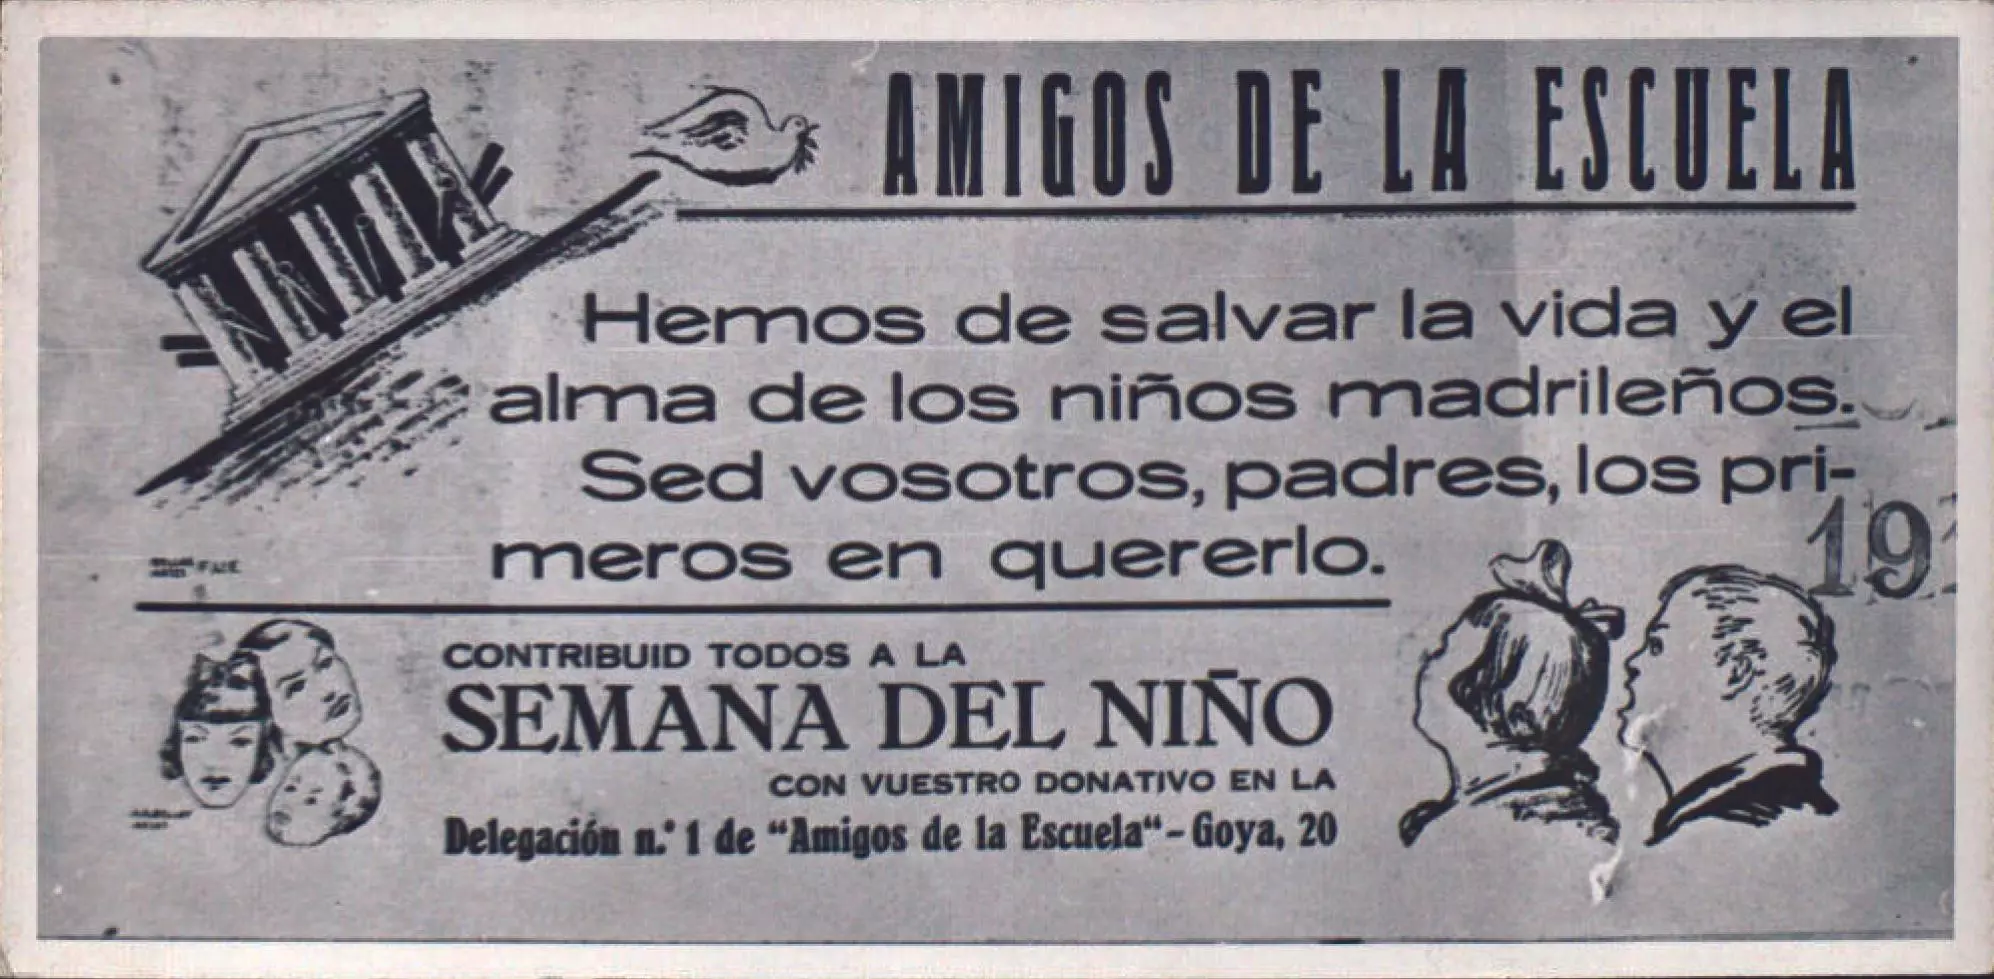 AMIGOS DE LA ESCUELA
Hemos de salvar la vida y el
alma de los niños madrileños.
Sed vosotros, padres, los pri-
meros en quererlo.
19
CONTRIBUID TODOS A LA
SEMANA DEL NIÑO
CON VUESTRO DONATIVO EN LA
Delegación n.° 1 de "Amigos de la Escuela" - Goya, 20